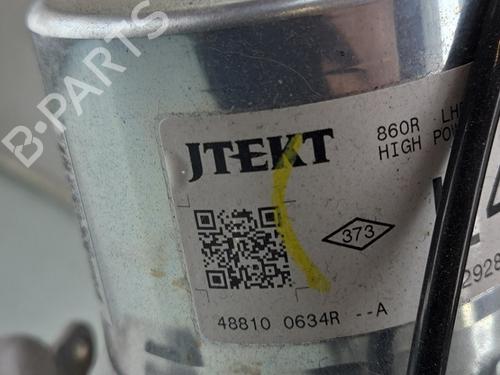 B-PARTS
JTEKT
860R LH
HIGH POW
373
2928
48810 0634R --A